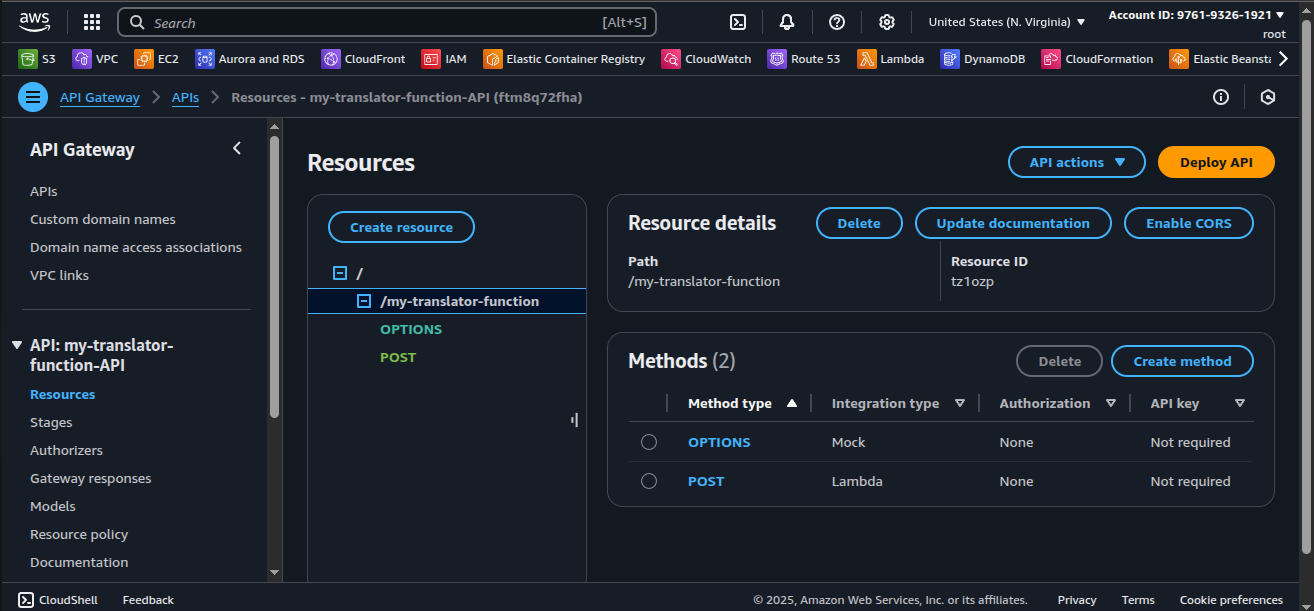 aws Search [Alt+S] United States (N. Virginia) Account ID: 9761-9326-1921
root
S3 VPC EC2 Aurora and RDS CloudFront IAM Elastic Container Registry CloudWatch Route 53 Lambda DynamoDB CloudFormation Elastic Beansta
API Gateway APIs Resources - my-translator-function-API (ftm8q72fha)
API Gateway
APIs
Custom domain names
Domain name access associations
VPC links
API: my-translator-
function-API
Resources
Stages
Authorizers
Gateway responses
Models
Resource policy
Documentation
Resources
API actions Deploy API
Create resource
/
/my-translator-function
OPTIONS
POST
Resource details Delete Update documentation Enable CORS
Path Resource ID
/my-translator-function tz1ozp
Methods (2) Delete Create method
Method type Integration type Authorization API key
OPTIONS Mock None Not required
POST Lambda None Not required
CloudShell Feedback © 2025, Amazon Web Services, Inc. or its affiliates. Privacy Terms Cookie preferences